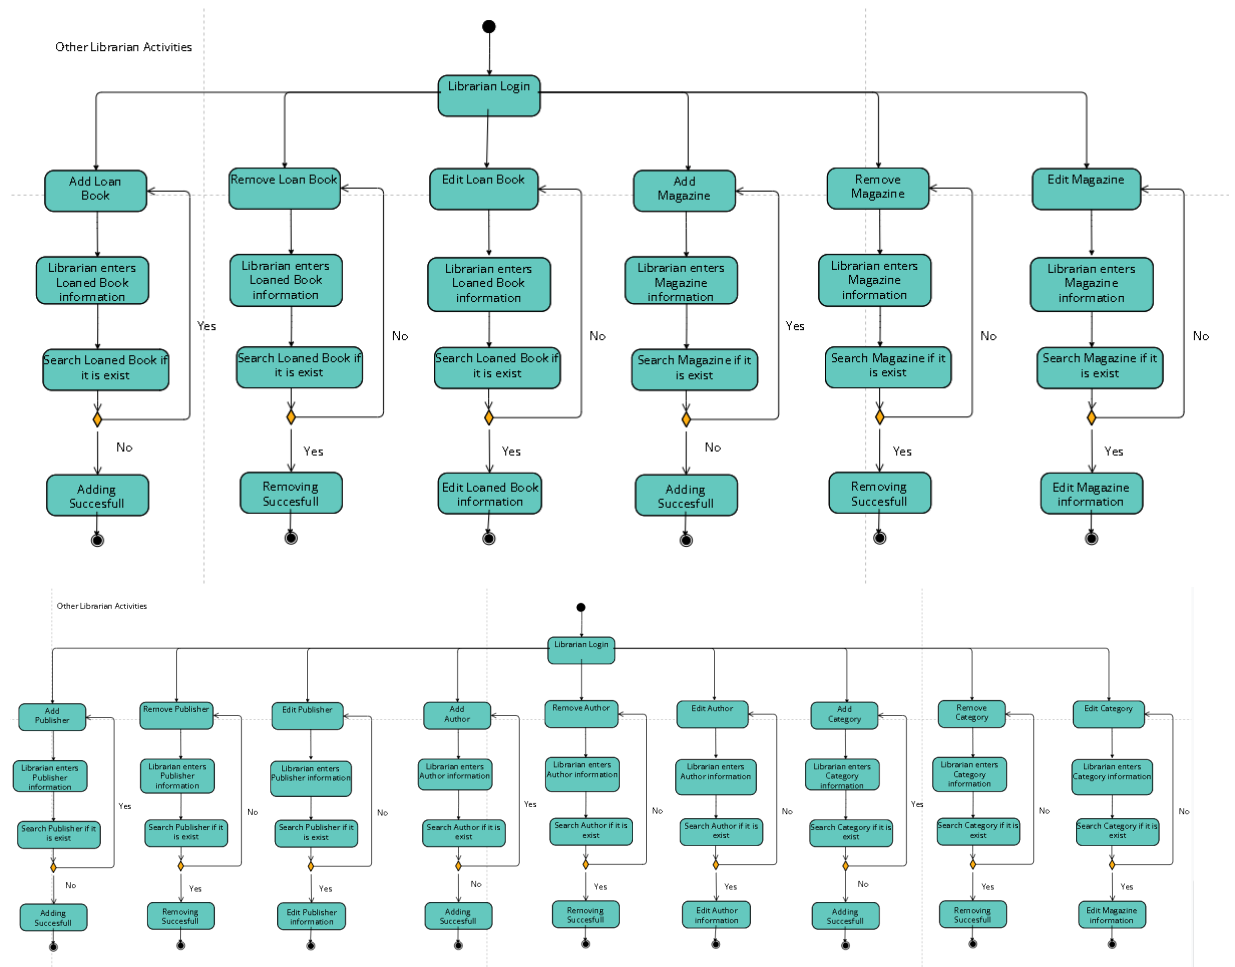 Other Librarian Activities
Librarian Login
Add Loan
Book
Remove Loan Book
Edit Loan Book
Add
Magazine
Remove
Magazine
Edit Magazine
Librarian enters
Loaned Book
information
Librarian enters
Loaned Book
information
Librarian enters
Loaned Book
information
Librarian enters
Magazine
information
Librarian enters
Magazine
information
Librarian enters
Magazine
information
Yes
No
No
Yes
No
No
Search Loaned Book if
it is exist
Search Loaned Book if
it is exist
Search Loaned Book if
it is exist
Search Magazine if it
is exist
Search Magazine if it
is exist
Search Magazine if it
is exist
No
Yes
Yes
No
Yes
Yes
Adding
Succesfull
Removing
Succesfull
Edit Loaned Book
information
Adding
Succesfull
Removing
Succesfull
Edit Magazine
information
Other Librarian Activities
Librarian Login
Add
Publisher
Remove Publisher
Edit Publisher
Add
Author
Remove Author
Edit Author
Add
Category
Remove
Category
Edit Category
Librarian enters
Publisher
information
Librarian enters
Publisher
information
Librarian enters
Publisher information
Librarian enters
Author information
Librarian enters
Author information
Librarian enters
Author information
Librarian enters
Category
information
Librarian enters
Category
information
Librarian enters
Category information
Yes
No
No
Yes
No
No
Yes
No
No
Search Publisher if it
is exist
Search Publisher if it
is exist
Search Publisher if it
is exist
Search Author if it is
exist
Search Author if it is
exist
Search Author if it is
exist
Search Category if it is
exist
Search Category if it is
exist
Search Category if it is
exist
No
Yes
Yes
No
Yes
Yes
No
Yes
Yes
Adding
Succesfull
Removing
Succesfull
Edit Publisher
information
Adding
Succesfull
Removing
Succesfull
Edit Author
information
Adding
Succesfull
Removing
Succesfull
Edit Magazine
information